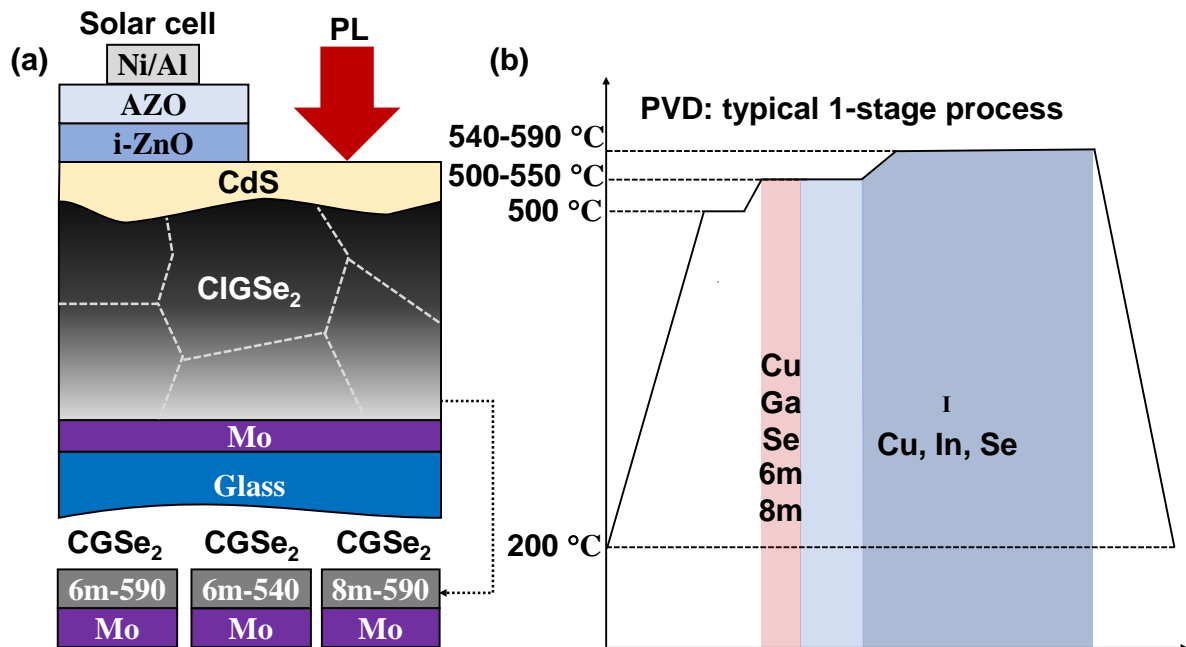 Solar cell
PL
(a)
Ni/Al
AZO
i-ZnO
CdS
CIGSe₂
Mo
Glass
CGSe₂ CGSe₂ CGSe₂
6m-590 6m-540 8m-590
Mo Mo Mo
(b)
PVD: typical 1-stage process
540-590 °C
500-550 °C
500 °C
200 °C
Cu
Ga
Se
6m
8m
I
Cu, In, Se